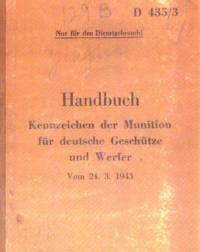 129 B
D 435/3
Nur für den Dienstgebrauch!
Handbuch
Kennzeichen der Munition
für deutsche Geschütze
und Werfer
Vom 24. 3. 1943